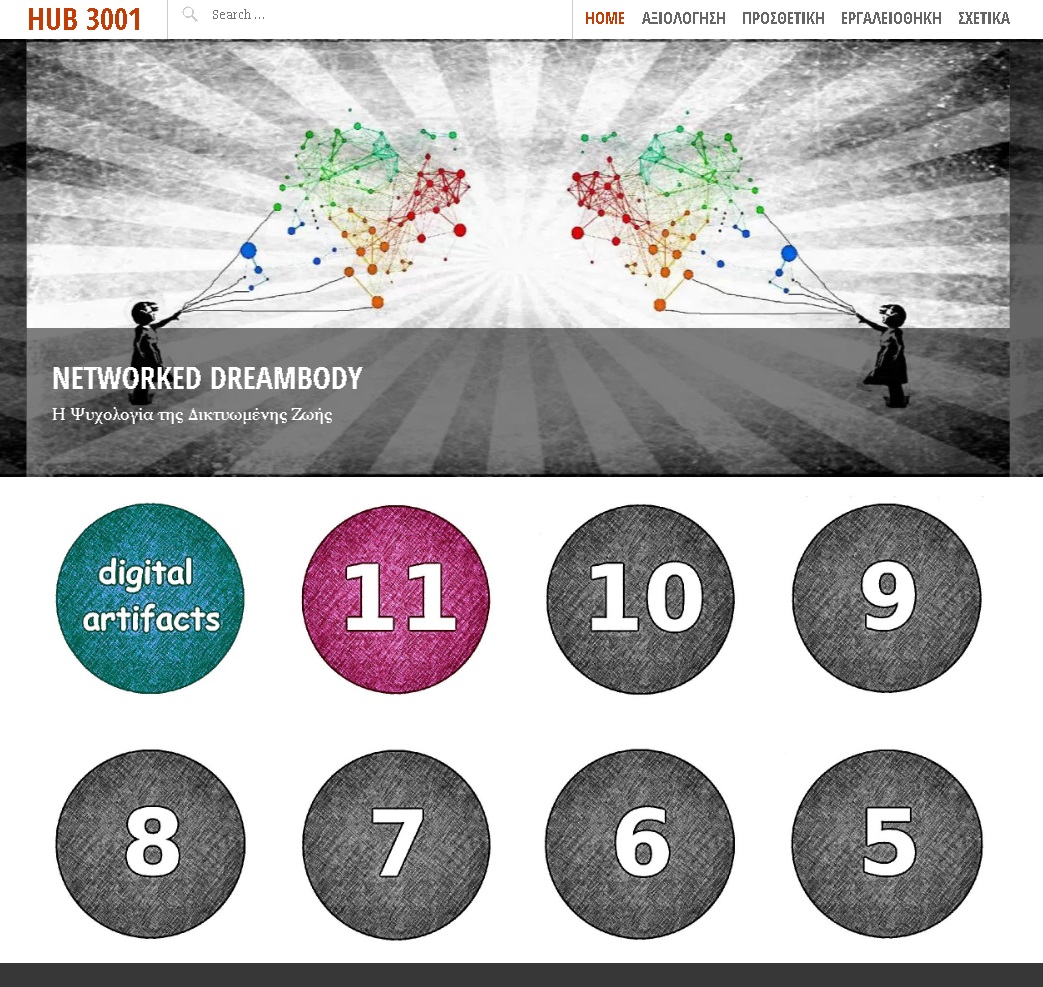 HUB 3001
Search ...
HOME ΑΞΙΟΛΟΓΗΣΗ ΠΡΟΣΘΕΤΙΚΗ ΕΡΓΑΛΕΙΟΘΗΚΗ ΣΧΕΤΙΚΑ
NETWORKED DREAMBODY
Η Ψυχολογία της Δικτυωμένης Ζωής
digital
artifacts
11
10
9
8
7
6
5